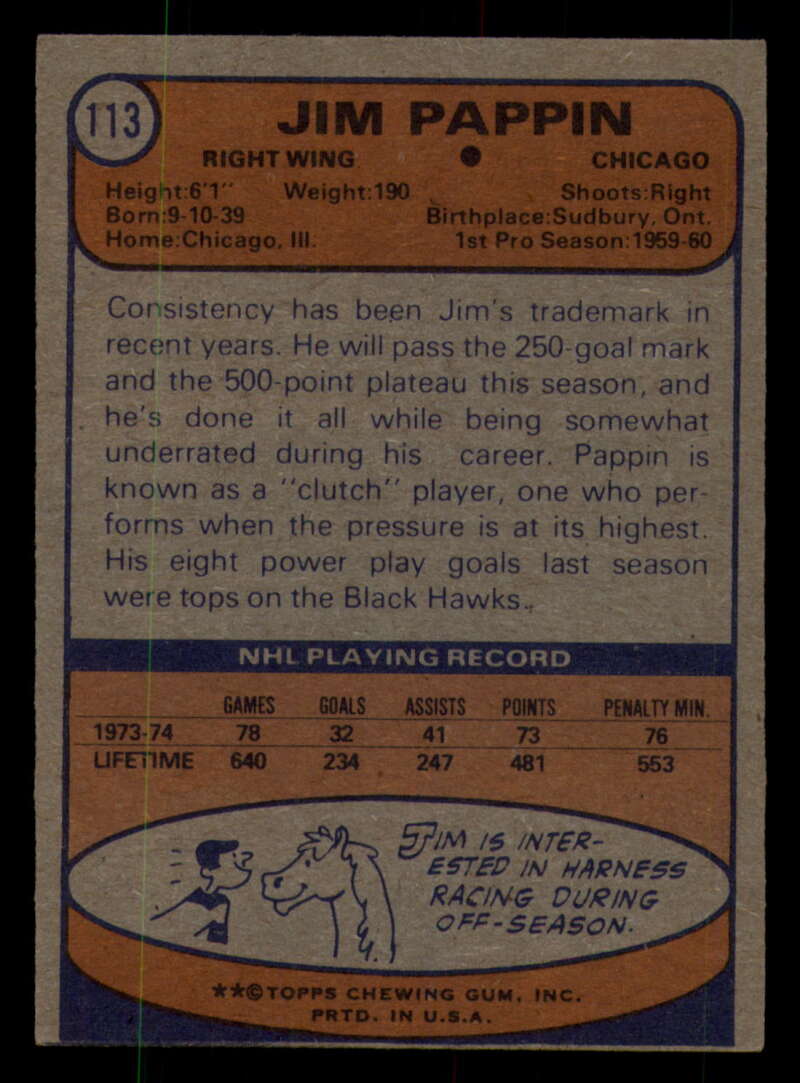 113
JIM PAPPIN
RIGHT WING ● CHICAGO
Height:6'1" Weight:190 Shoots:Right
Born:9-10-39 Birthplace:Sudbury, Ont.
Home:Chicago, Ill. 1st Pro Season:1959-60
Consistency has been Jim's trademark in
recent years. He will pass the 250-goal mark
and the 500-point plateau this season, and
he's done it all while being somewhat
underrated during his career. Pappin is
known as a "clutch" player, one who per-
forms when the pressure is at its highest.
His eight power play goals last season
were tops on the Black Hawks.
NHL PLAYING RECORD
GAMES GOALS ASSISTS POINTS PENALTY MIN.
1973-74 78 32 41 73 76
LIFETIME 640 234 247 481 553
JIM IS INTER-
ESTED IN HARNESS
RACING DURING
OFF-SEASON.
**©TOPPS CHEWING GUM, INC.
PRTD. IN U.S.A.